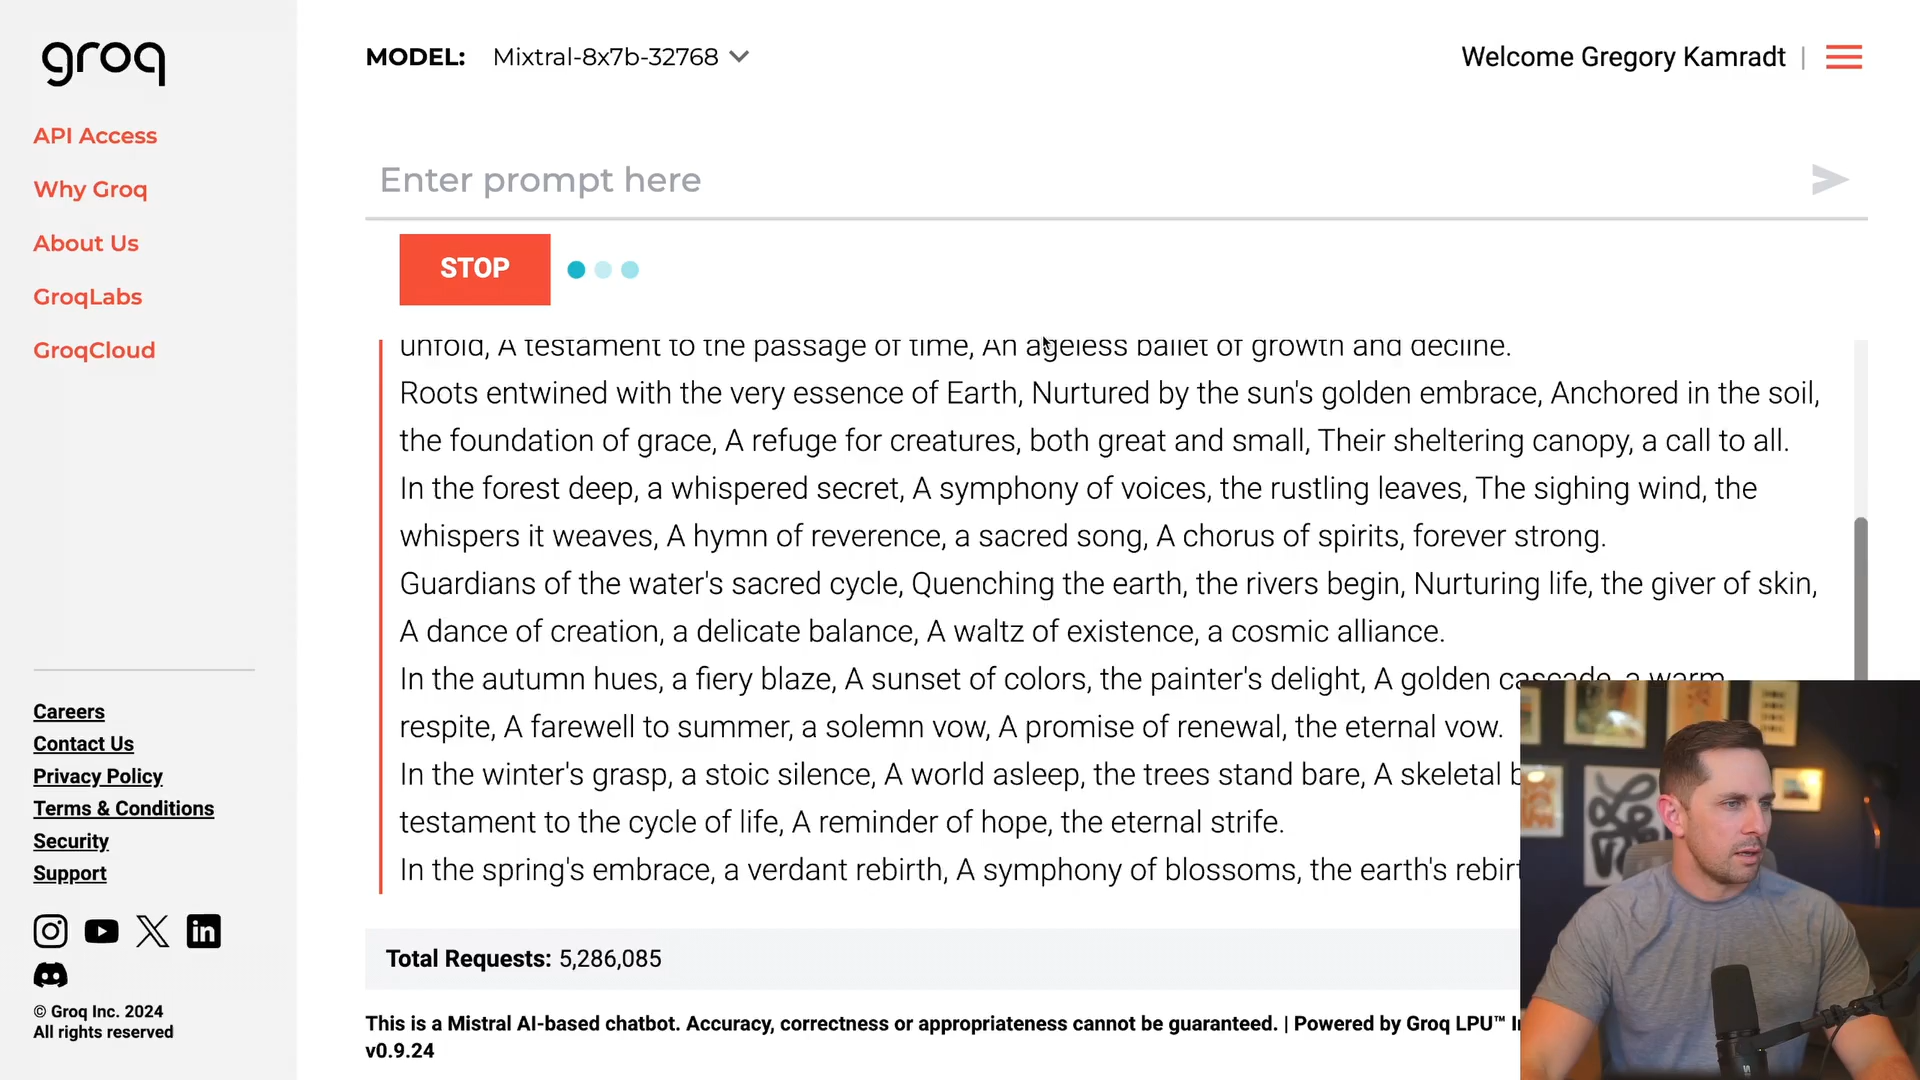 groq
API Access
Why Groq
About Us
GroqLabs
GroqCloud
Careers
Contact Us
Privacy Policy
Terms & Conditions
Security
Support
© Groq Inc. 2024
All rights reserved
MODEL: Mixtral-8x7b-32768
Welcome Gregory Kamradt |
Enter prompt here
STOP
unfold, A testament to the passage of time, An ageless ballet of growth and decline.
Roots entwined with the very essence of Earth, Nurtured by the sun's golden embrace, Anchored in the soil,
the foundation of grace, A refuge for creatures, both great and small, Their sheltering canopy, a call to all.
In the forest deep, a whispered secret, A symphony of voices, the rustling leaves, The sighing wind, the
whispers it weaves, A hymn of reverence, a sacred song, A chorus of spirits, forever strong.
Guardians of the water's sacred cycle, Quenching the earth, the rivers begin, Nurturing life, the giver of skin,
A dance of creation, a delicate balance, A waltz of existence, a cosmic alliance.
In the autumn hues, a fiery blaze, A sunset of colors, the painter's delight, A golden cascade, a warm
respite, A farewell to summer, a solemn vow, A promise of renewal, the eternal vow.
In the winter's grasp, a stoic silence, A world asleep, the trees stand bare, A skeletal
testament to the cycle of life, A reminder of hope, the eternal strife.
In the spring's embrace, a verdant rebirth, A symphony of blossoms, the earth's
Total Requests: 5,286,085
This is a Mistral AI-based chatbot. Accuracy, correctness or appropriateness cannot be guaranteed. | Powered by Groq LPU™
v0.9.24